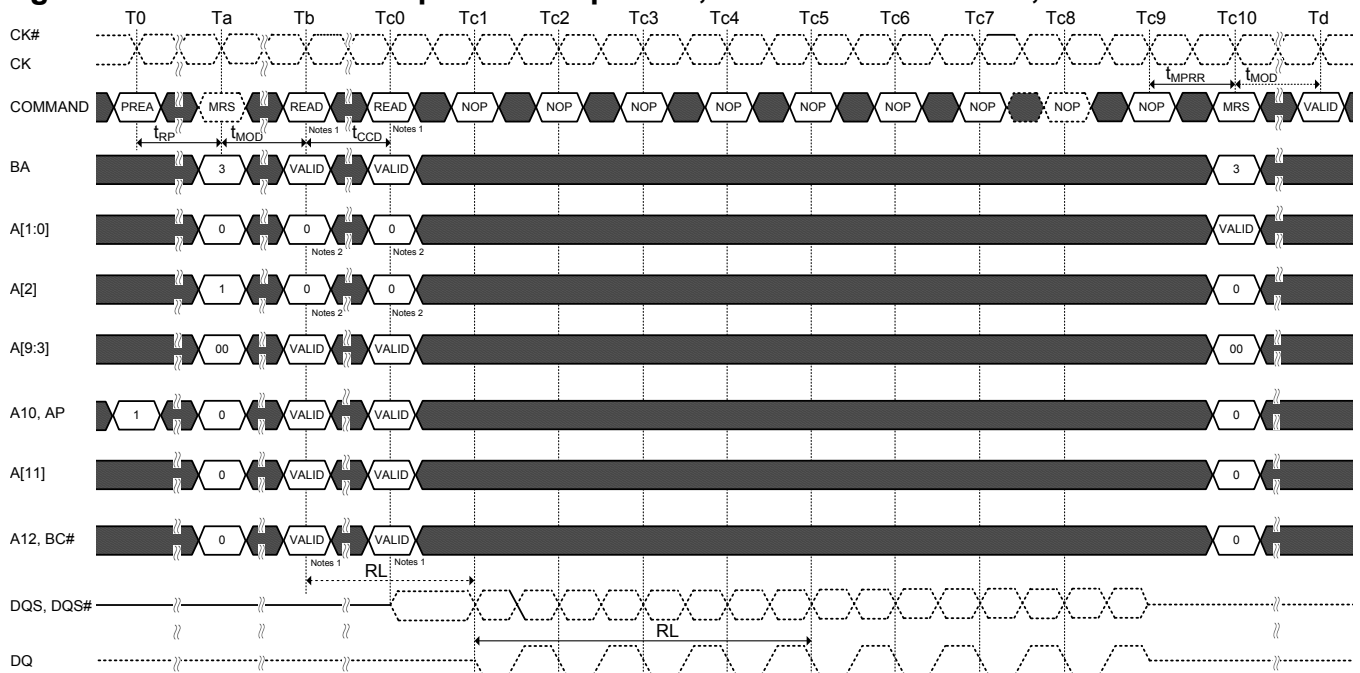 T0 Ta Tb Tc0 Tc1 Tc2 Tc3 Tc4 Tc5 Tc6 Tc7 Tc8 Tc9 Tc10 Td
CK#
CK
tMPRR tMOD
COMMAND PREA MRS READ READ NOP NOP NOP NOP NOP NOP NOP NOP NOP MRS VALID
Notes 1 Notes 1
tRP tMOD tCCD
BA 3 VALID VALID 3
A[1:0] 0 0 0 VALID
Notes 2 Notes 2
A[2] 1 0 0 0
Notes 2 Notes 2
A[9:3] 00 VALID VALID 00
A10, AP 1 0 VALID VALID 0
A[11] 0 VALID VALID 0
A12, BC# 0 VALID VALID 0
Notes 1 Notes 1
RL
DQS, DQS#
RL
DQ